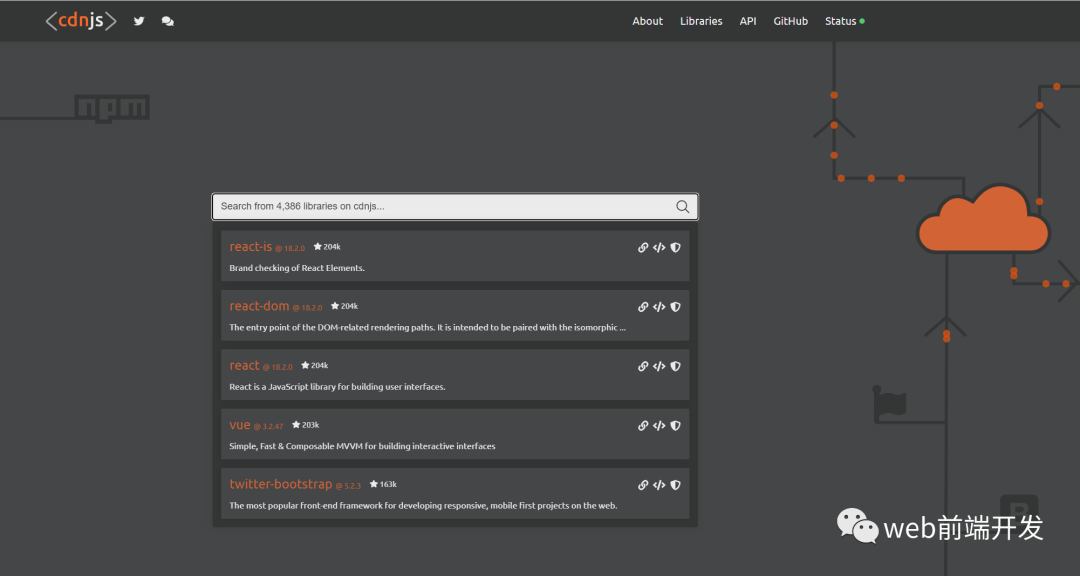 <cdnjs>
About Libraries API GitHub Status
npm
Search from 4,386 libraries on cdnjs...
react-is @ 18.2.0 204k
Brand checking of React Elements.
react-dom @ 18.2.0 204k
The entry point of the DOM-related rendering paths. It is intended to be paired with the isomorphic ...
react @ 18.2.0 204k
React is a JavaScript library for building user interfaces.
vue @ 3.2.47 203k
Simple, Fast & Composable MVVM for building interactive interfaces
twitter-bootstrap @ 5.2.3 163k
The most popular front-end framework for developing responsive, mobile first projects on the web.
web前端开发